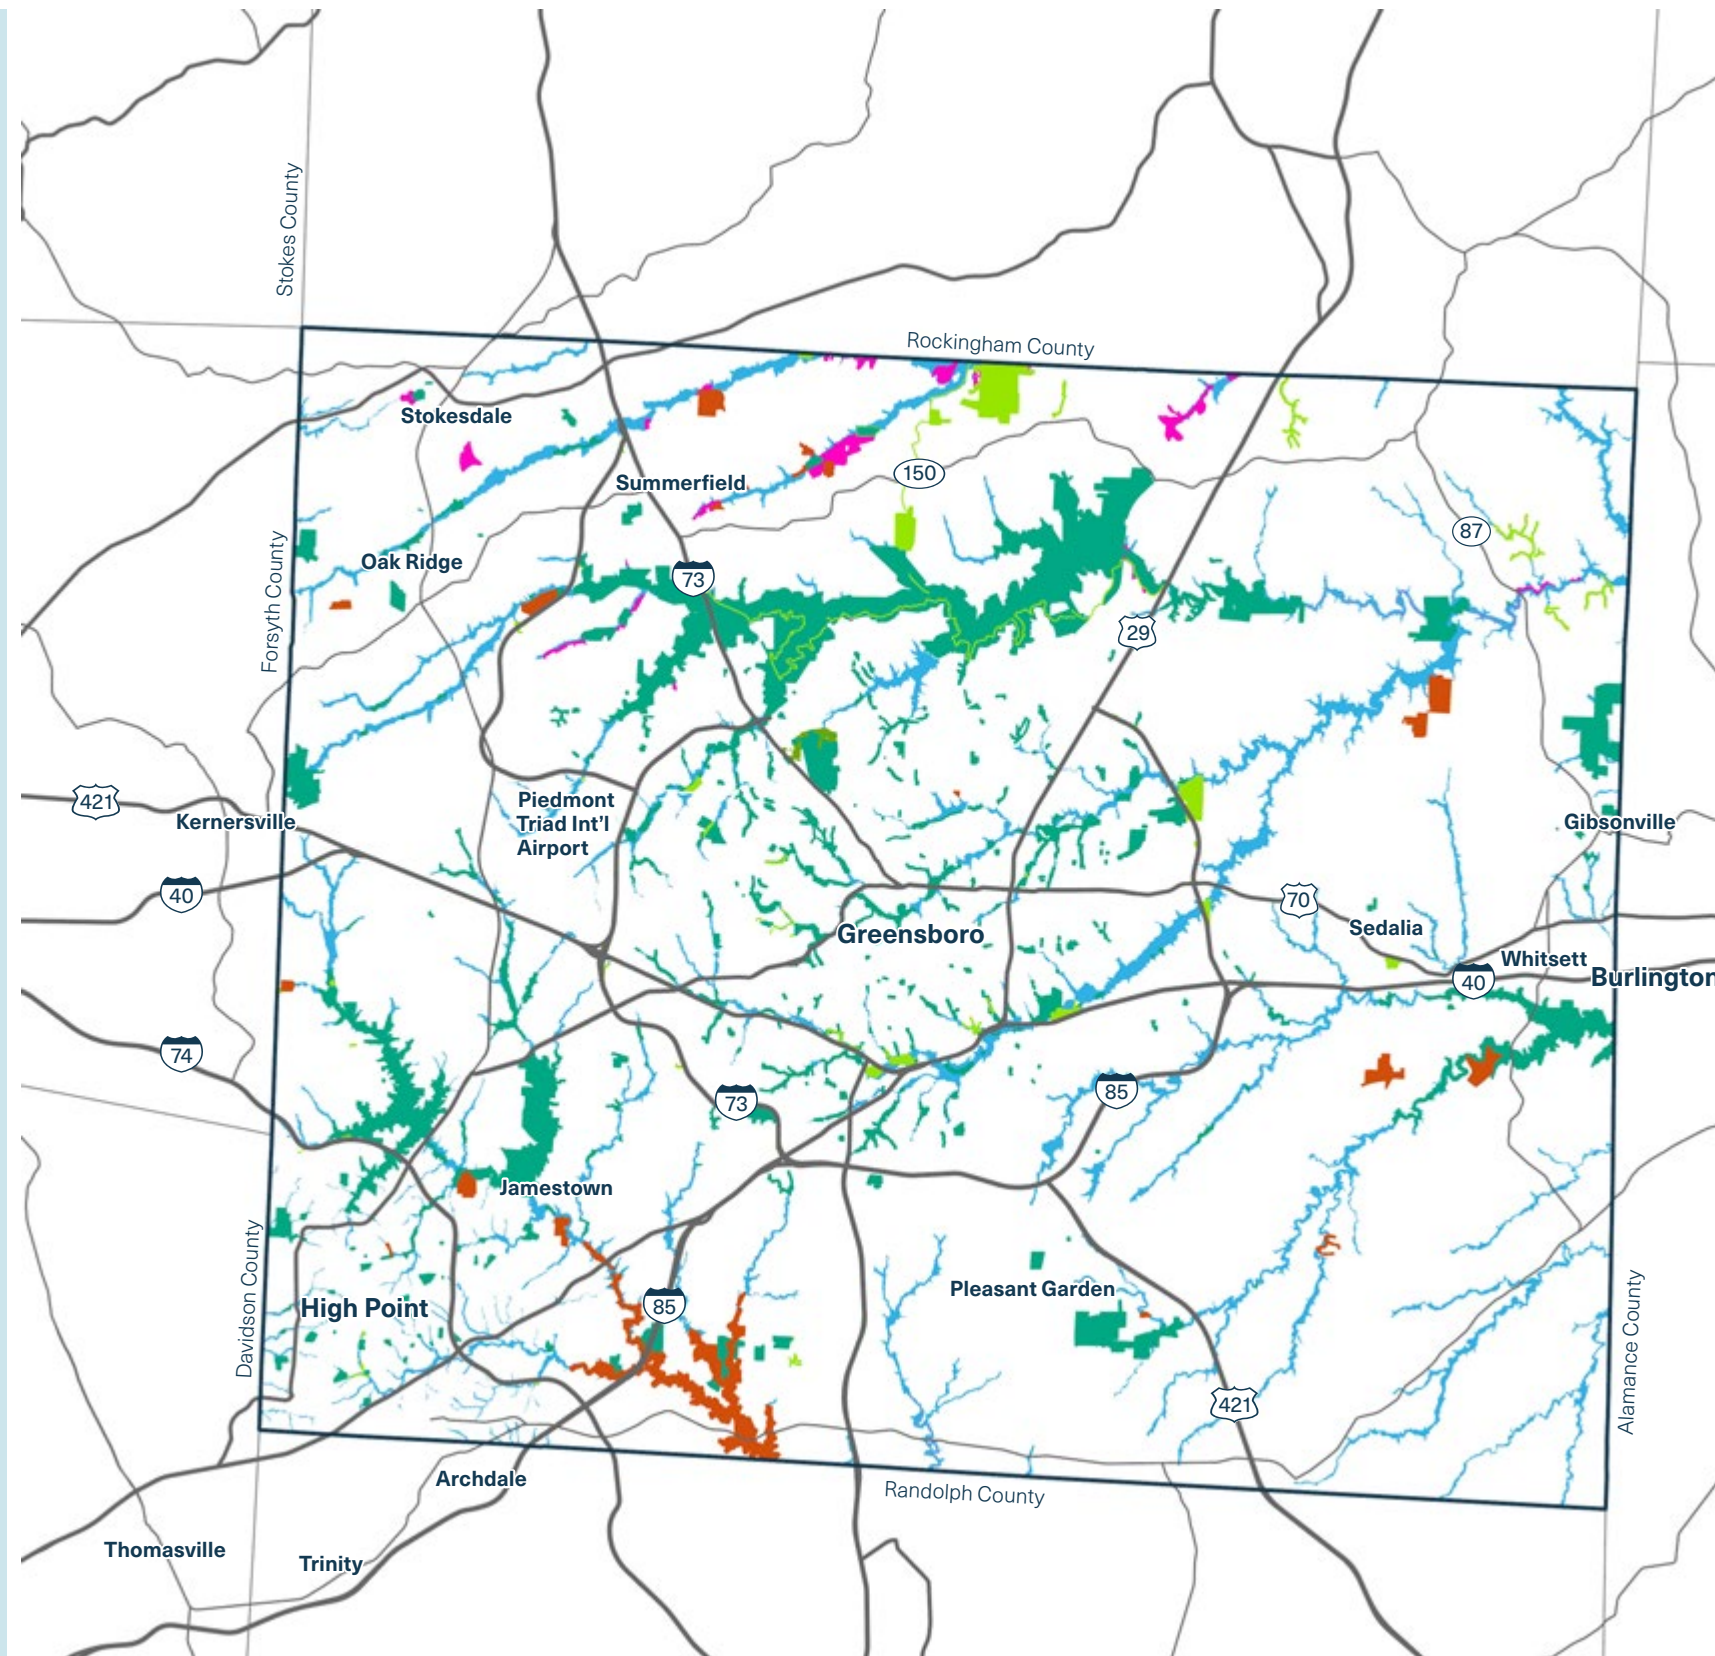 Stokes County
Rockingham County
Stokesdale
150
Summerfield
87
Oak Ridge
73
Forsyth County
29
421
Kernersville
Piedmont
Triad Int'l
Airport
Gibsonville
40
70
Greensboro
Sedalia
Whitsett
40
Burlington
74
73
85
Jamestown
Davidson County
High Point
85
Pleasant Garden
Alamance County
421
Archdale
Randolph County
Thomasville
Trinity